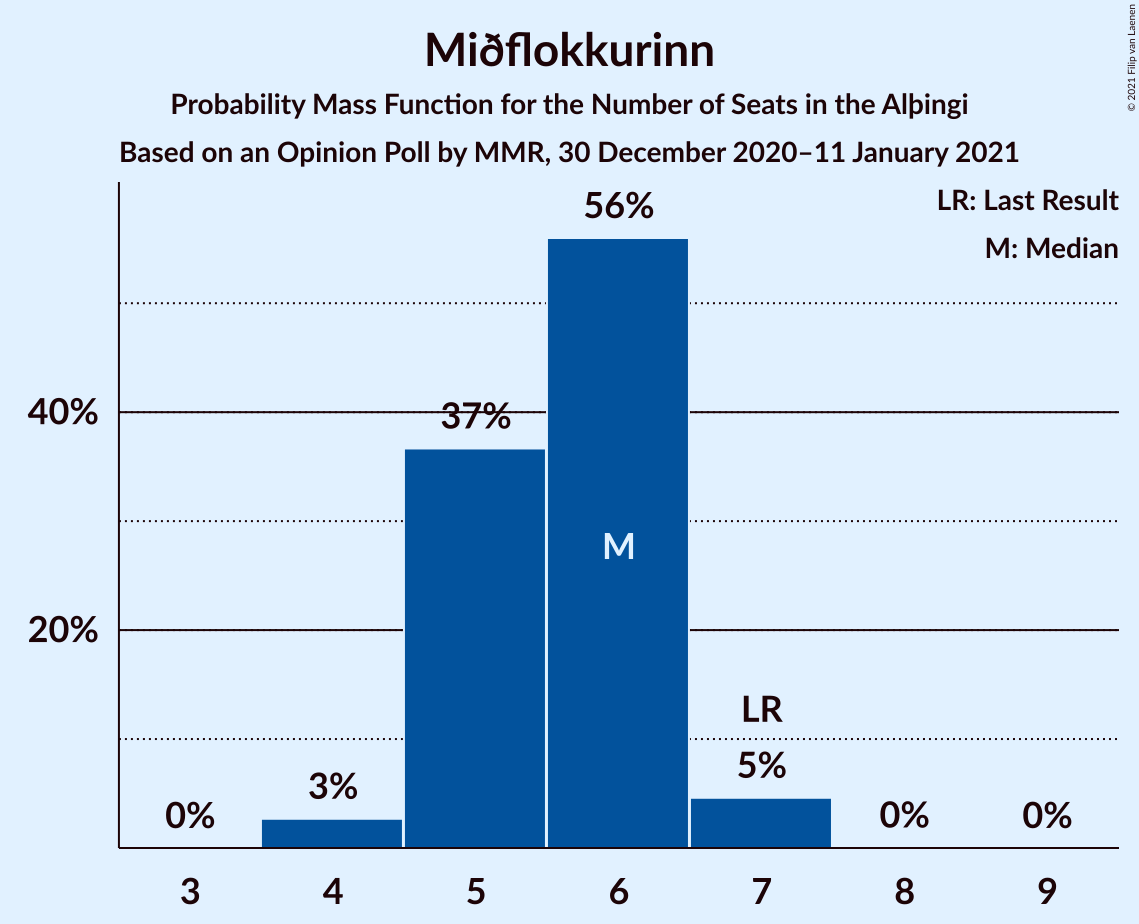 Miðflokkurinn
Probability Mass Function for the Number of Seats in the Alþingi
Based on an Opinion Poll by MMR, 30 December 2020–11 January 2021
© 2021 Filip van Laenen
LR: Last Result
M: Median
56%
40%
37%
M
20%
LR
5%
3%
0%
0%
0%
3 4 5 6 7 8 9